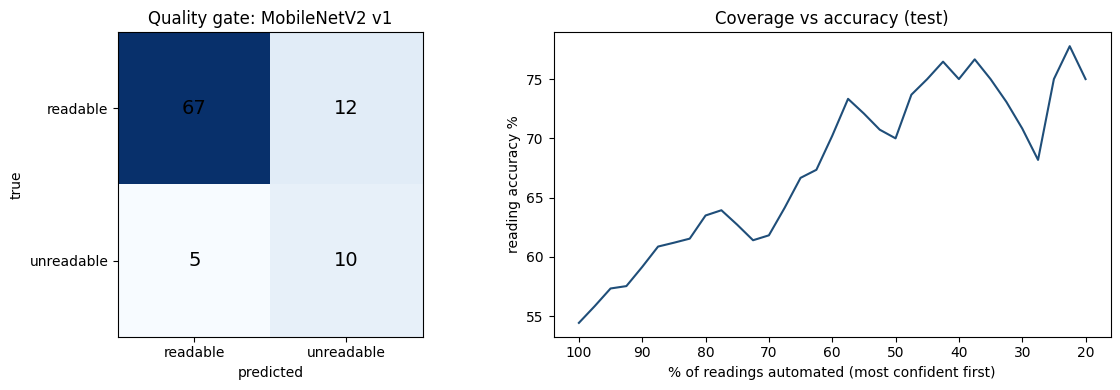 Quality gate: MobileNetV2 v1
readable
67
12
unreadable
5
10
true
readable
unreadable
predicted
Coverage vs accuracy (test)
75
70
65
60
55
reading accuracy %
100 90 80 70 60 50 40 30 20
% of readings automated (most confident first)